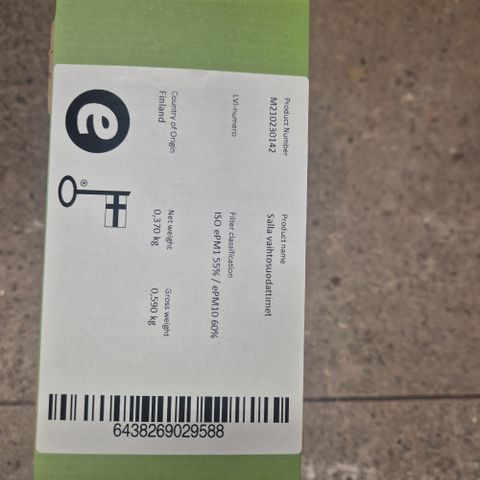 Product Number
M210230142
Product name
Salla vaihtosuodattimet
LVI-numero
Filter classification
ISO ePM1 55% / ePM10 60%
Country of Origin
Finland
Net weight
0,370 kg
Gross weight
0,590 kg
e
®
6438269029588